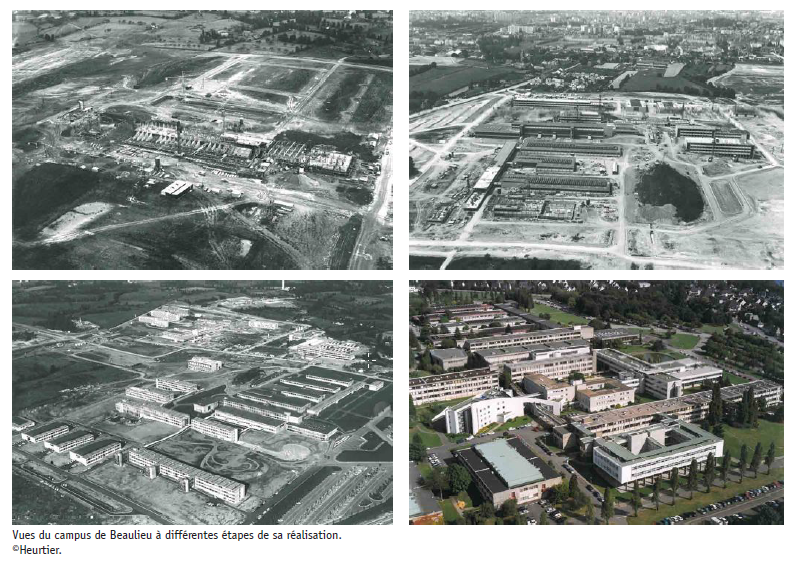 Vues du campus de Beaulieu à différentes étapes de sa réalisation.
©Heurtier.